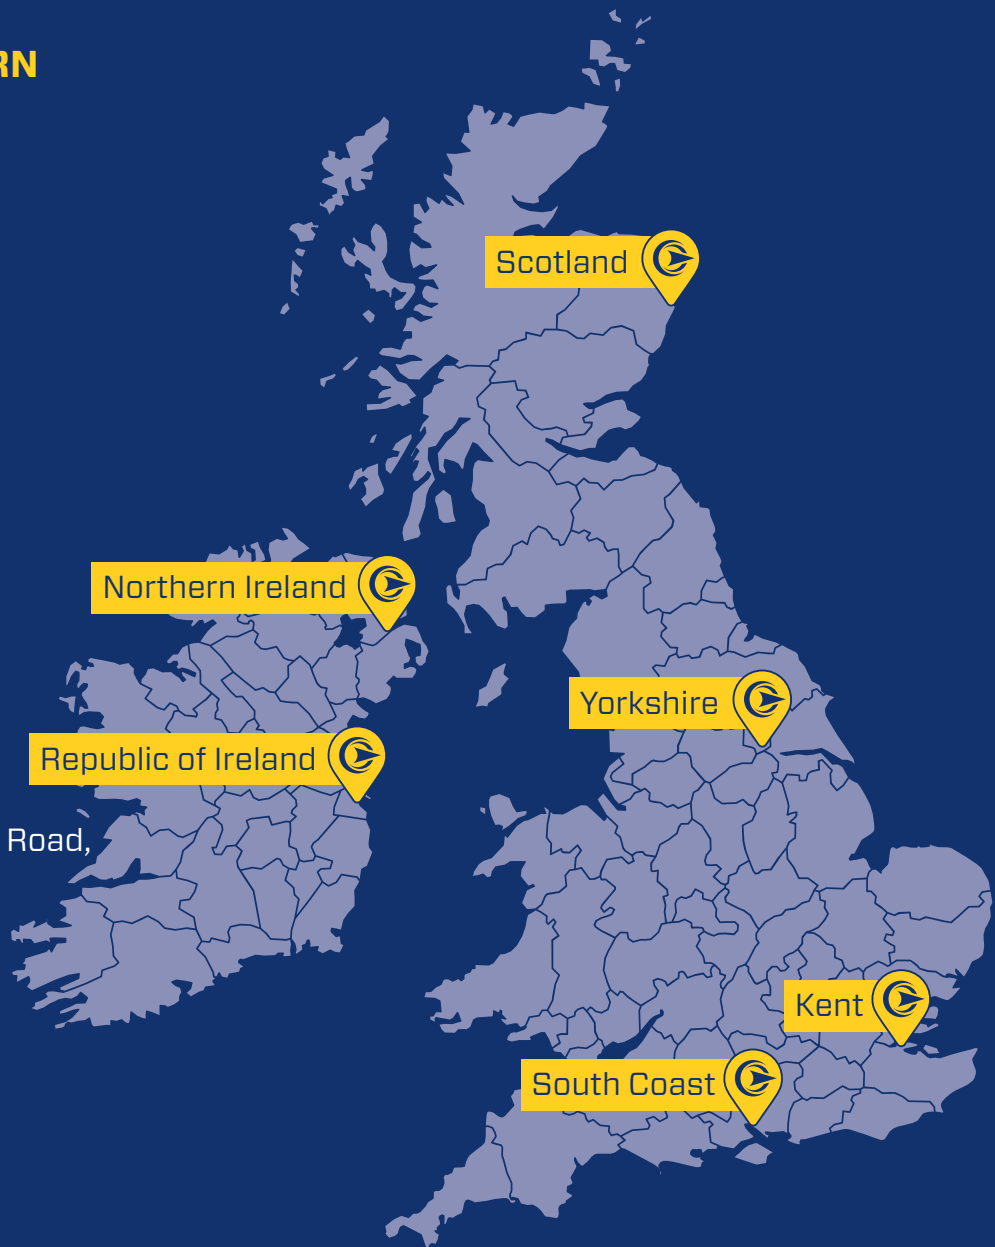 RN
Scotland
Northern Ireland
Yorkshire
Republic of Ireland
Road,
Kent
South Coast